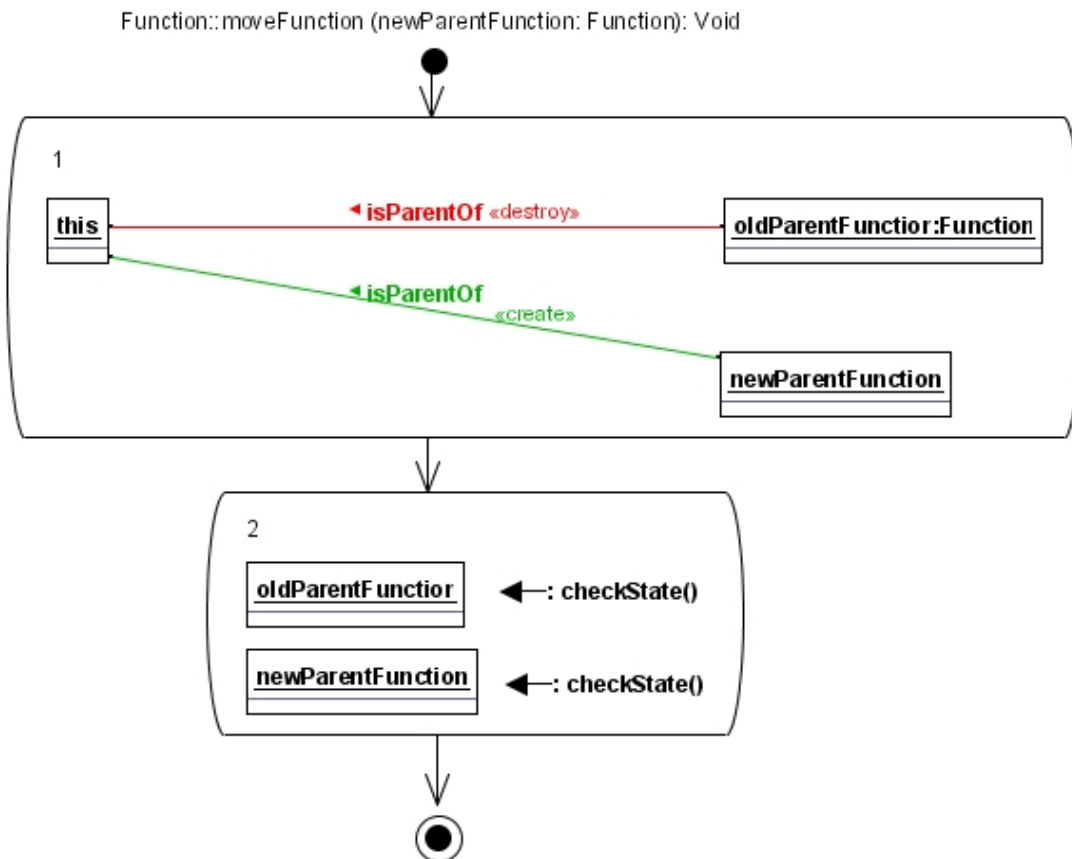 Function::moveFunction (newParentFunction: Function): Void
1
this
◄ isParentOf «destroy»
oldParentFunctior:Function
◄ isParentOf
«create»
newParentFunction
2
oldParentFunctior
: checkState()
newParentFunction
: checkState()